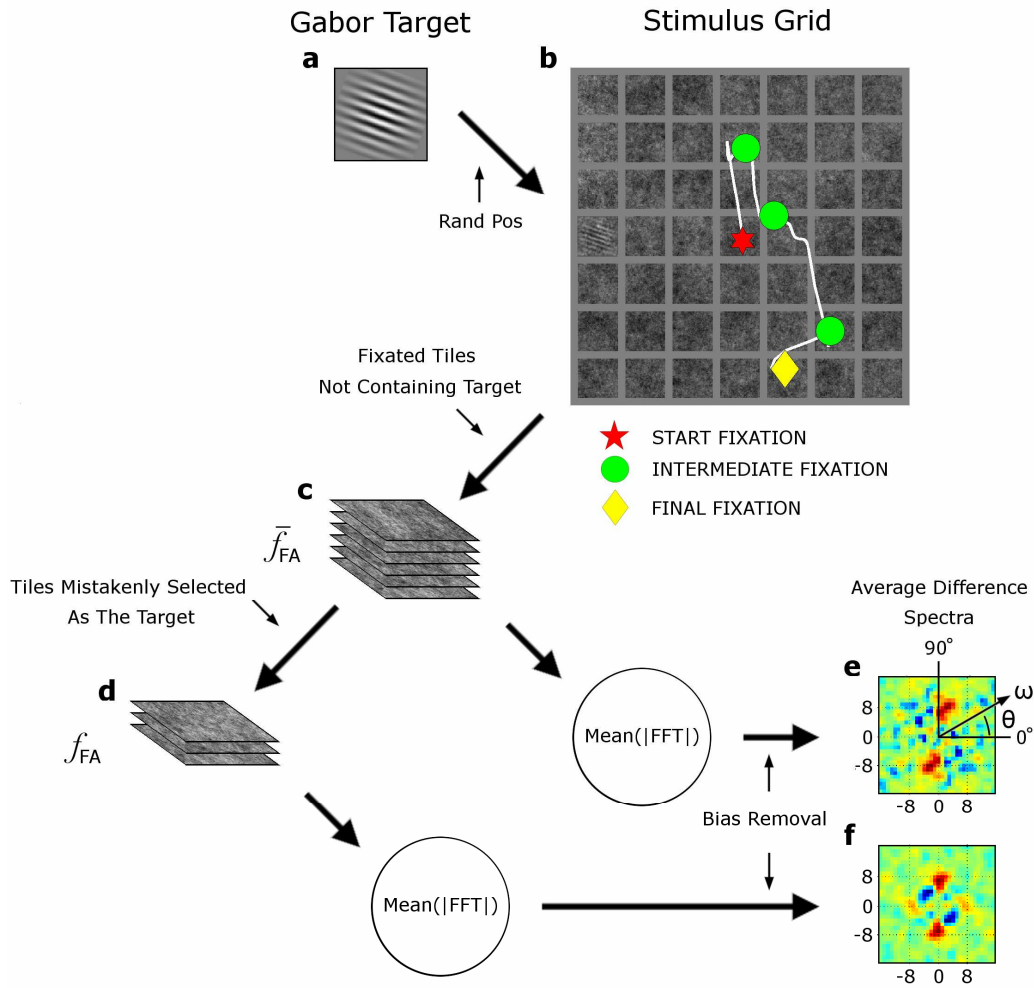 Gabor Target
Stimulus Grid
a
b
Rand Pos
Fixated Tiles
Not Containing Target
START FIXATION
INTERMEDIATE FIXATION
FINAL FIXATION
c
f̄FA
Tiles Mistakenly Selected
As The Target
Average Difference
Spectra
90°
d
e
ω
θ
0°
8
0
-8
-8 0 8
fFA
Mean(|FFT|)
Bias Removal
f
Mean(|FFT|)
8
0
-8
-8 0 8